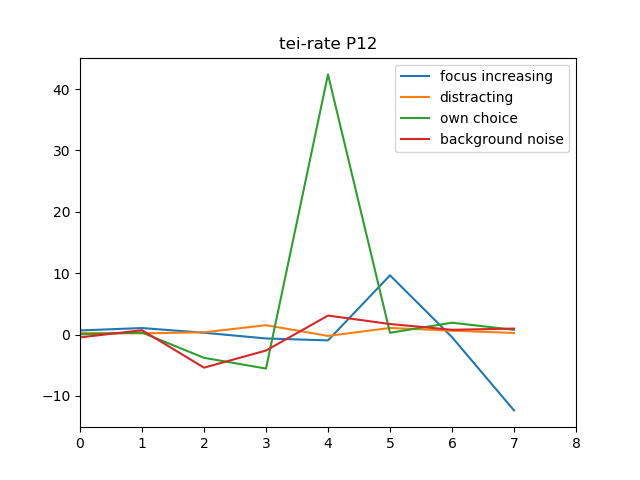 tei-rate P12
focus increasing
distracting
own choice
background noise
40
30
20
10
0
−10
0 1 2 3 4 5 6 7 8